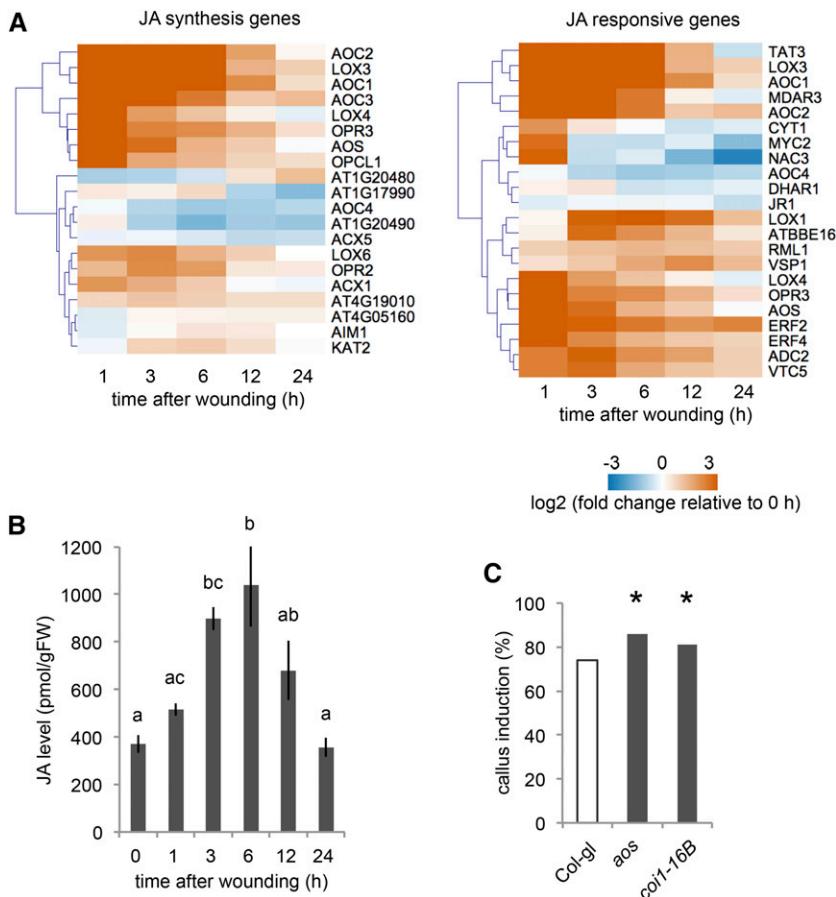 A
JA synthesis genes
AOC2
LOX3
AOC1
AOC3
LOX4
OPR3
AOS
OPCL1
AT1G20480
AT1G17990
AOC4
AT1G20490
ACX5
LOX6
OPR2
ACX1
AT4G19010
AT4G05160
AIM1
KAT2
1 3 6 12 24
time after wounding (h)
JA responsive genes
TAT3
LOX3
AOC1
MDAR3
AOC2
CYT1
MYC2
NAC3
AOC4
DHAR1
JR1
LOX1
ATBBE16
RML1
VSP1
LOX4
OPR3
AOS
ERF2
ERF4
ADC2
VTC5
1 3 6 12 24
time after wounding (h)
-3 0 3
log2 (fold change relative to 0 h)
B
JA level (pmol/gFW)
1200
1000
800
600
400
200
0
a
ac
bc
b
ab
a
0 1 3 6 12 24
time after wounding (h)
C
callus induction (%)
100
80
60
40
20
0
* *
Col-gl
aos
coi1-16B